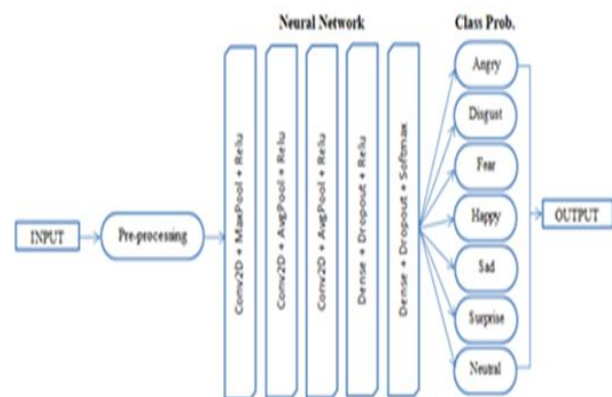 Neural Network
Class Prob.
INPUT
Pre-processing
Conv2D + MaxPool + Relu
Conv2D + AvgPool + Relu
Conv2D + AvgPool + Relu
Dense + Dropout + Relu
Dense + Dropout + Softmax
Angry
Disgust
Fear
Happy
Sad
Surprise
Neutral
OUTPUT